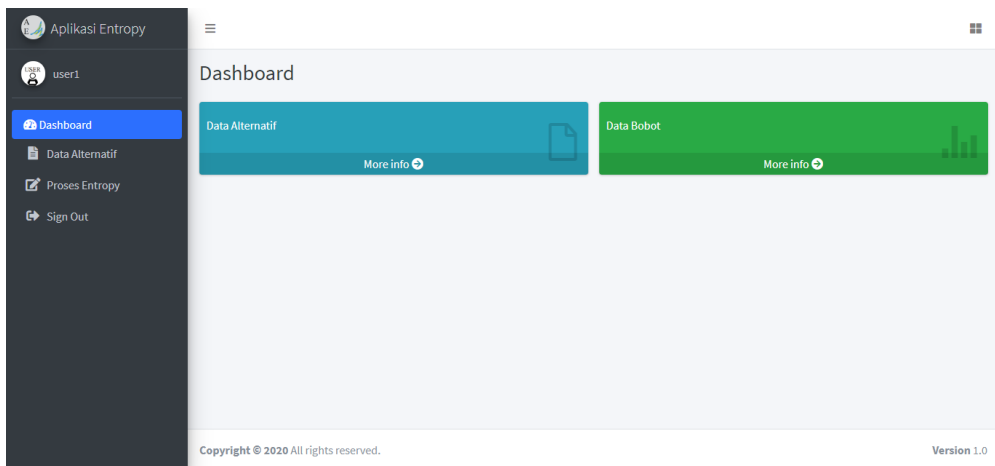 A
E
Aplikasi Entropy
USER
user1
Dashboard
Data Alternatif
Proses Entropy
Sign Out
Dashboard
Data Alternatif
More info
Data Bobot
More info
Copyright © 2020 All rights reserved.
Version 1.0